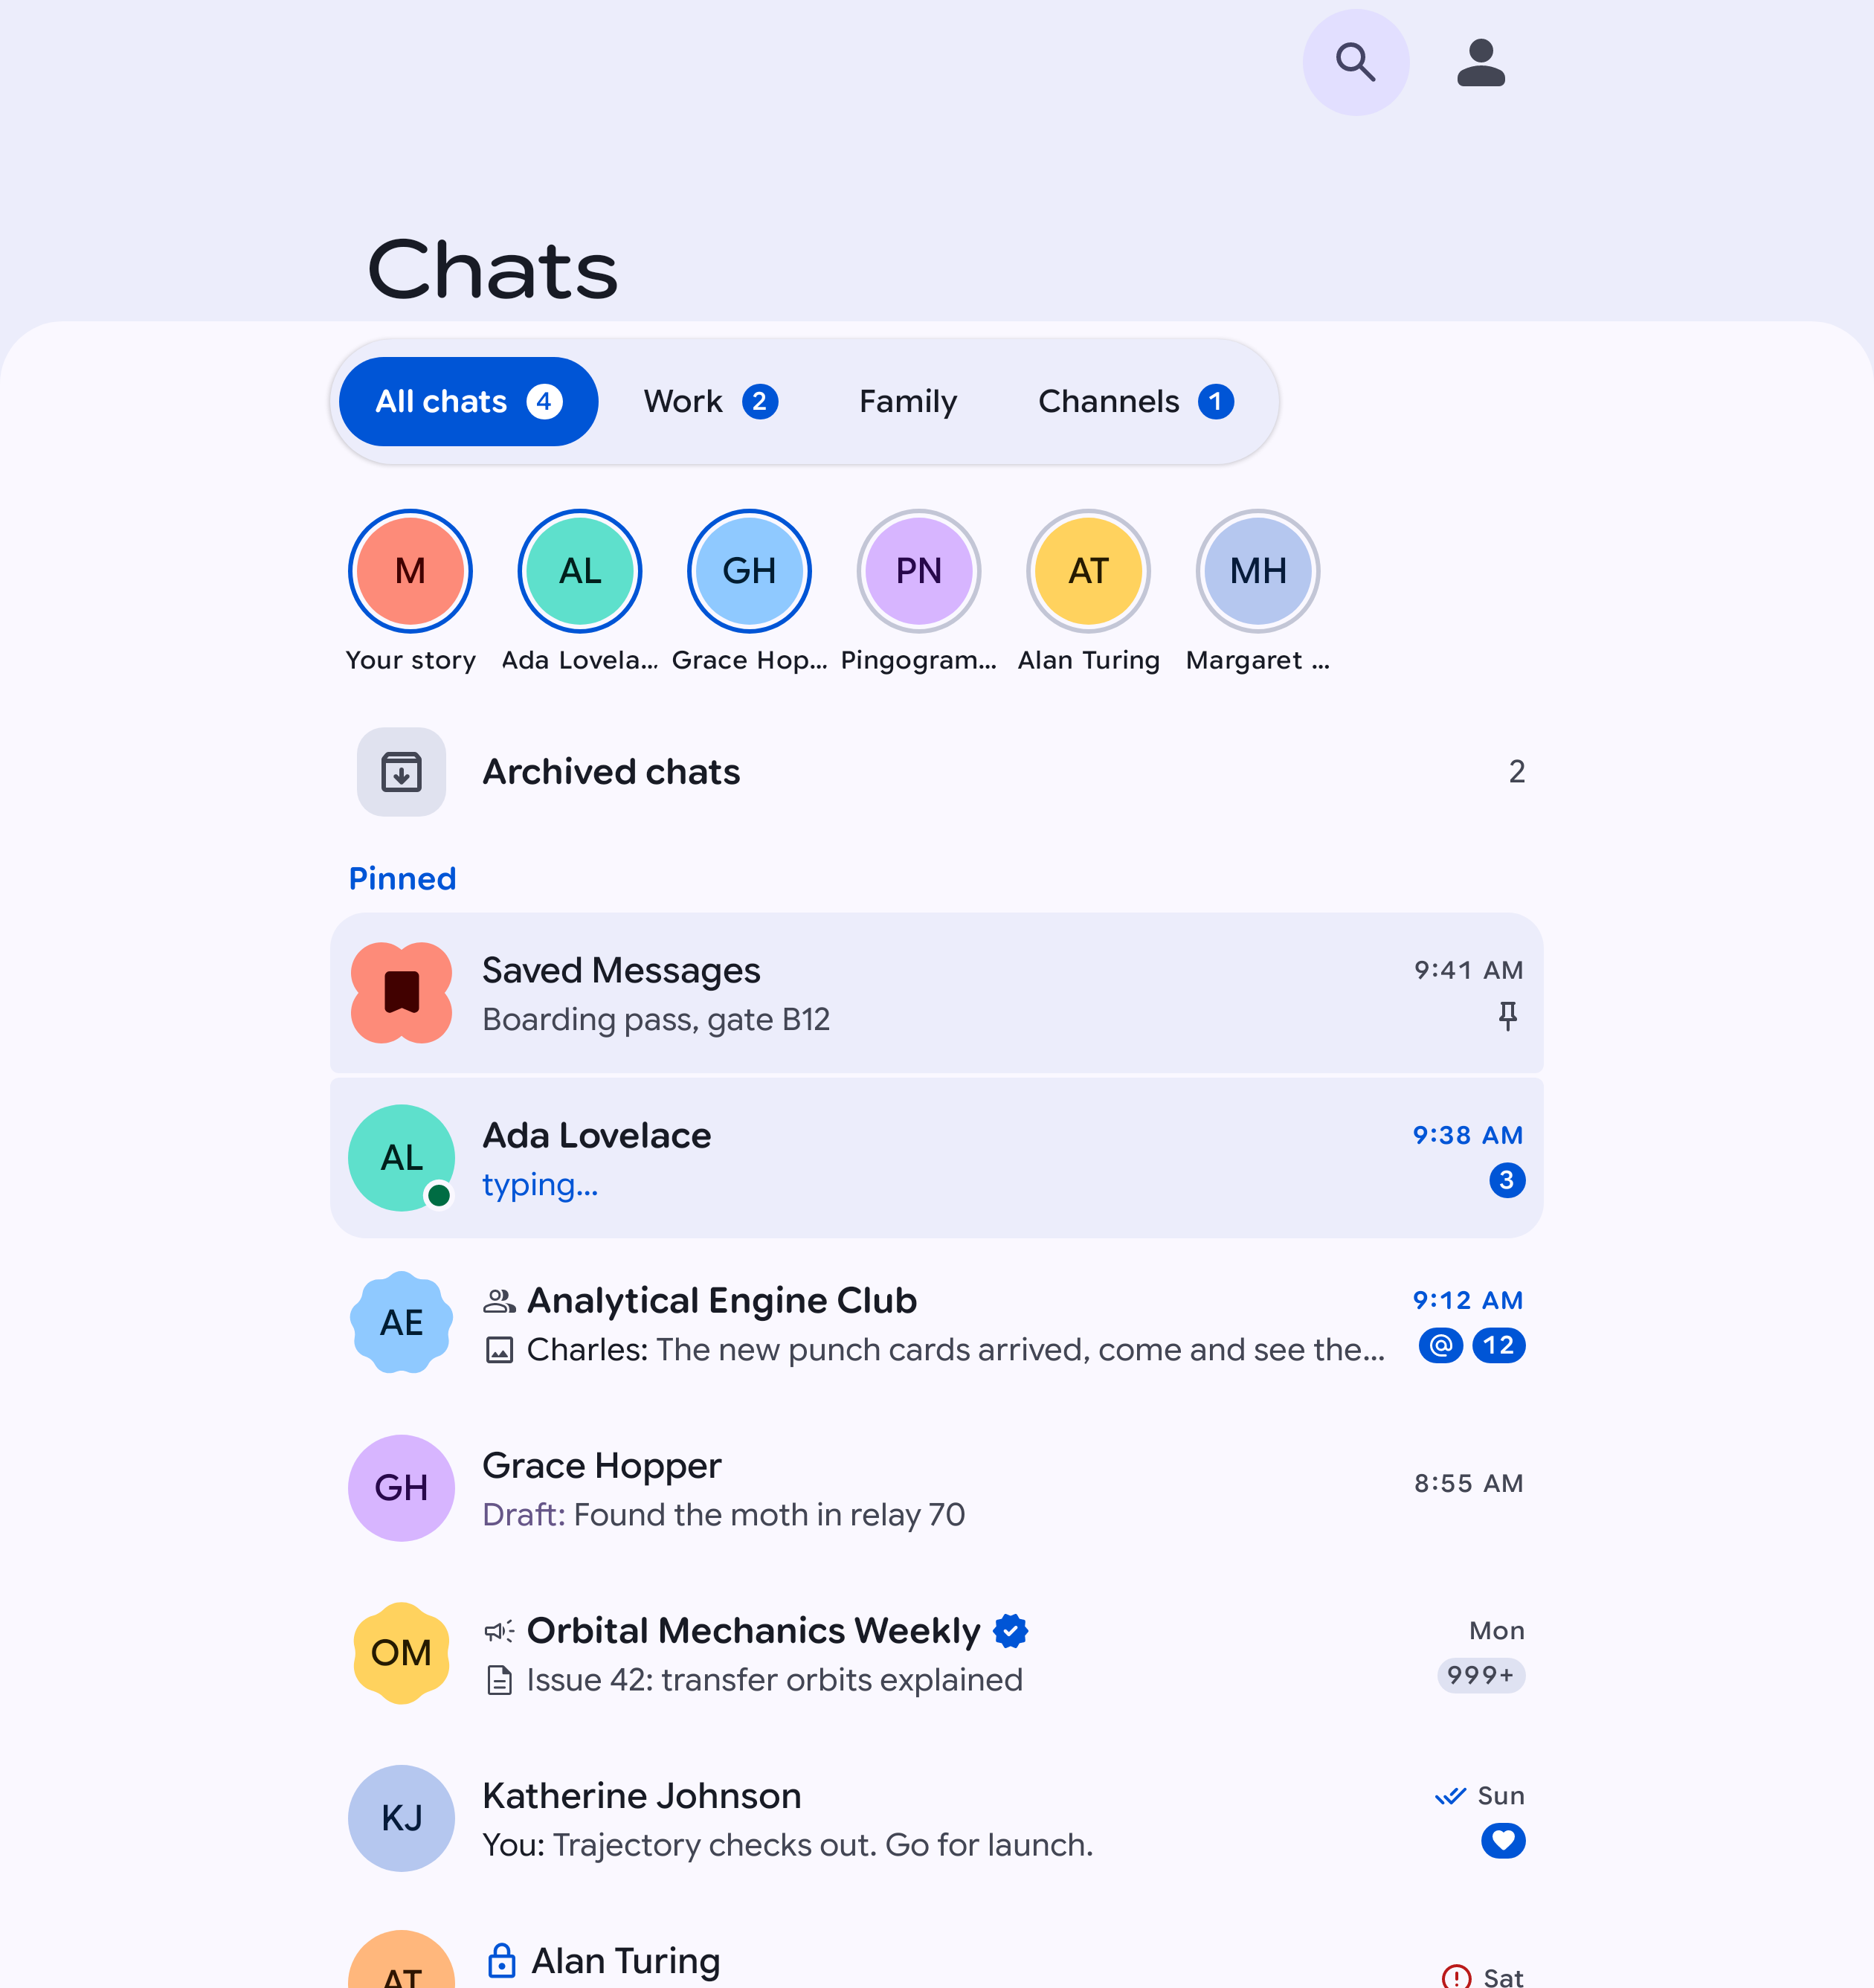 Chats
All chats 4 Work 2 Family Channels 1
M AL GH PN AT MH
Your story Ada Lovela... Grace Hop... Pingogram... Alan Turing Margaret ...
Archived chats 2
Pinned
Saved Messages 9:41 AM
Boarding pass, gate B12
AL Ada Lovelace 9:38 AM
typing... 3
AE Analytical Engine Club 9:12 AM
Charles: The new punch cards arrived, come and see the... @ 12
GH Grace Hopper 8:55 AM
Draft: Found the moth in relay 70
OM Orbital Mechanics Weekly Mon
Issue 42: transfer orbits explained 999+
KJ Katherine Johnson Sun
You: Trajectory checks out. Go for launch.
AT Alan Turing Sat